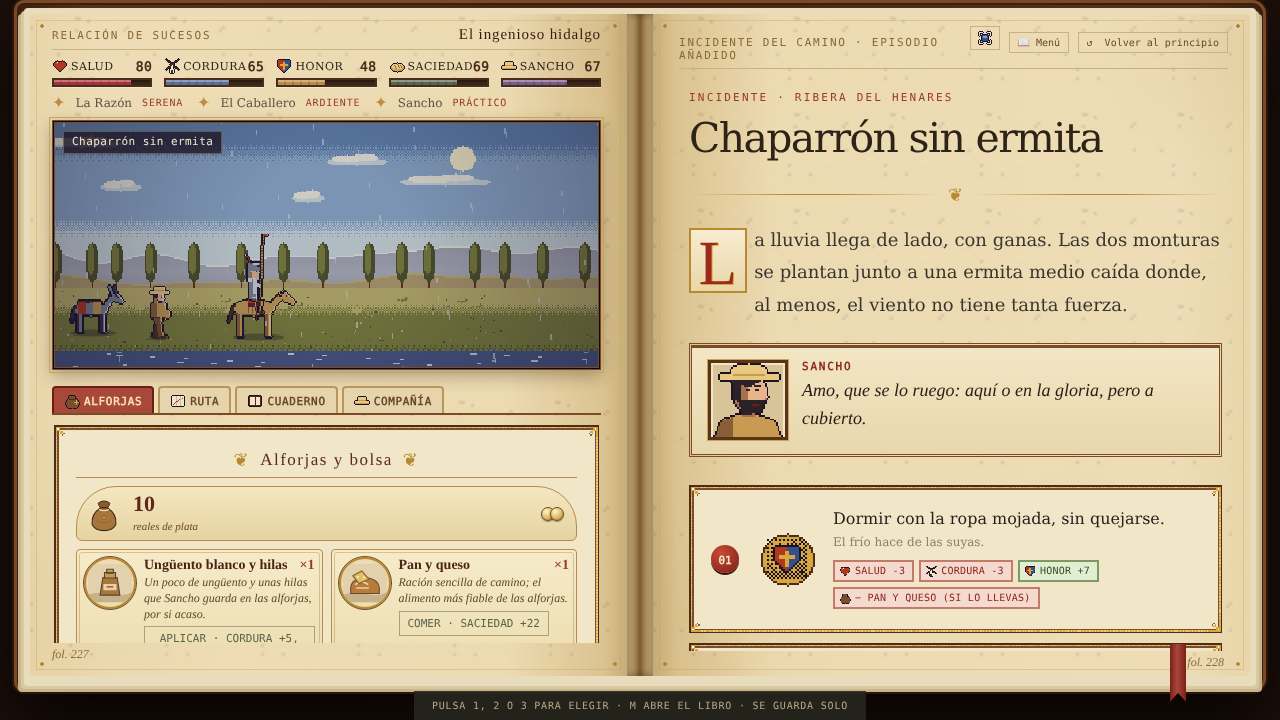 RELACIÓN DE SUCESOS
El ingenioso hidalgo
SALUD 80
CORDURA 65
HONOR 48
SACIEDAD 69
SANCHO 67
La Razón SERENA
El Caballero ARDIENTE
Sancho PRÁCTICO
Chaparrón sin ermita
ALFORJAS
RUTA
CUADERNO
COMPAÑÍA
Alforjas y bolsa
10
reales de plata
Ungüento blanco y hilas ×1
Un poco de ungüento y unas hilas
que Sancho guarda en las alforjas,
por si acaso.
APLICAR · CORDURA +5,
Pan y queso ×1
Ración sencilla de camino; el
alimento más fiable de las alforjas.
COMER · SACIEDAD +22
fol. 227
INCIDENTE DEL CAMINO · EPISODIO
AÑADIDO
Menú
↺ Volver al principio
INCIDENTE · RIBERA DEL HENARES
Chaparrón sin ermita
La lluvia llega de lado, con ganas. Las dos monturas
se plantan junto a una ermita medio caída donde,
al menos, el viento no tiene tanta fuerza.
SANCHO
Amo, que se lo ruego: aquí o en la gloria, pero a
cubierto.
01
Dormir con la ropa mojada, sin quejarse.
El frío hace de las suyas.
SALUD -3
CORDURA -3
HONOR +7
– PAN Y QUESO (SI LO LLEVAS)
fol. 228
PULSA 1, 2 O 3 PARA ELEGIR · M ABRE EL LIBRO · SE GUARDA SOLO